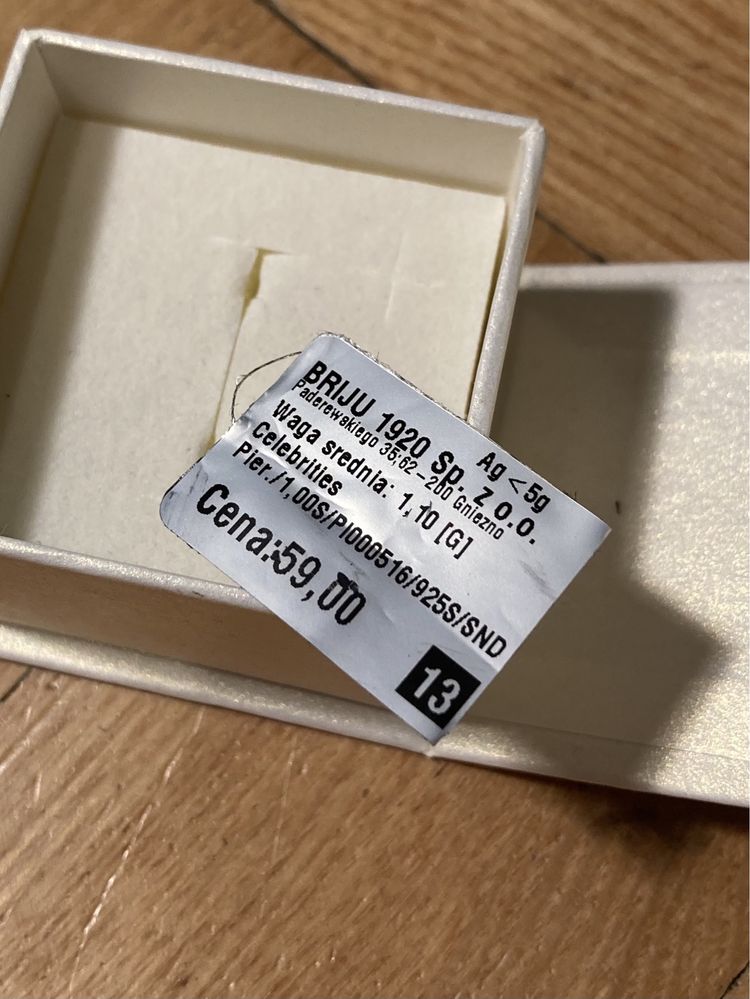 Ag <5g
BRIJU 1920 Sp. z o.o.
Paderewskiego 35;62-200 Gniezno
Waga srednia: 1,10 [G]
Celebrities
Pier./1,00S/PI000516/925S/SND
Cena:59,00
13